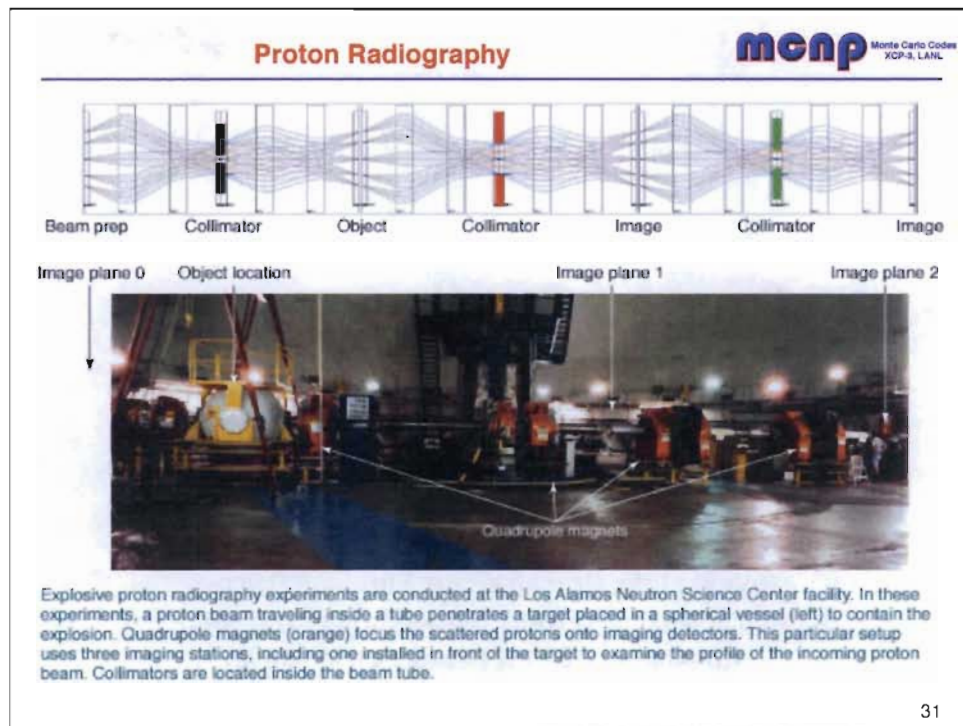 Proton Radiography
mcnp
Monte Carlo Codes
XCP-3, LANL
Beam prep Collimator Object Collimator Image Collimator Image
Image plane 0 Object location Image plane 1 Image plane 2
Quadrupole magnets
Explosive proton radiography experiments are conducted at the Los Alamos Neutron Science Center facility. In these
experiments, a proton beam traveling inside a tube penetrates a target placed in a spherical vessel (left) to contain the
explosion. Quadrupole magnets (orange) focus the scattered protons onto imaging detectors. This particular setup
uses three imaging stations, including one installed in front of the target to examine the profile of the incoming proton
beam. Collimators are located inside the beam tube.
31